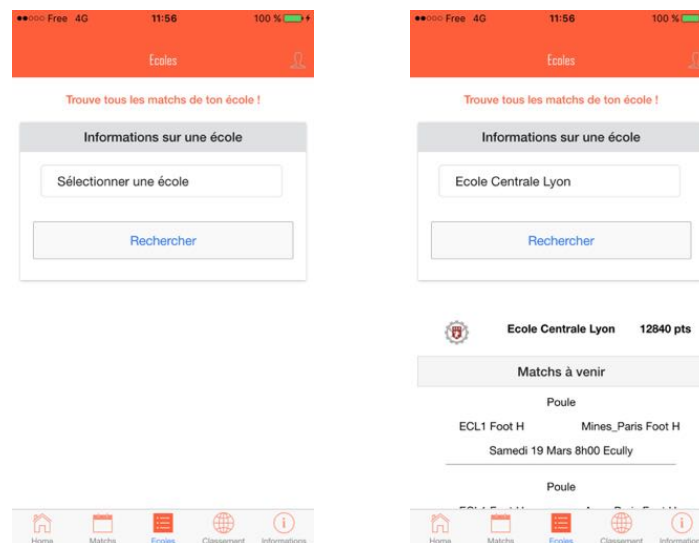 Free 4G 11:56 100 %
Ecoles
Trouve tous les matchs de ton école !
Informations sur une école
Sélectionner une école
Rechercher
Home Matchs Ecoles Classement Informations
Free 4G 11:56 100 %
Ecoles
Trouve tous les matchs de ton école !
Informations sur une école
Ecole Centrale Lyon
Rechercher
Ecole Centrale Lyon 12840 pts
Matchs à venir
Poule
ECL1 Foot H Mines_Paris Foot H
Samedi 19 Mars 8h00 Ecully
Poule
Home Matchs Ecoles Classement Informations